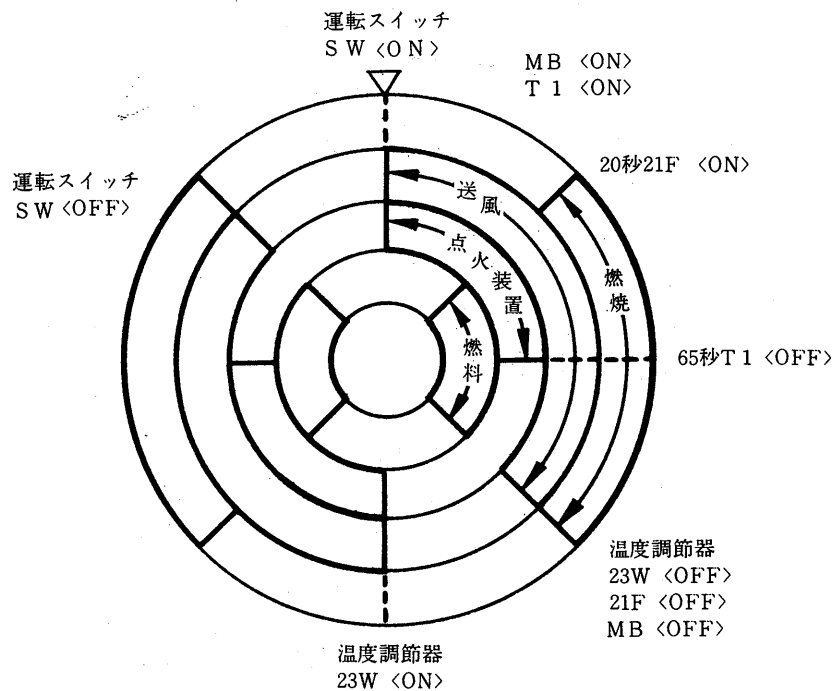 運転スイッチ
SW〈ON〉
MB〈ON〉
T1〈ON〉
20秒21F〈ON〉
運転スイッチ
SW〈OFF〉
送風
点火装置
燃焼
燃料
65秒T1〈OFF〉
温度調節器
23W〈OFF〉
21F〈OFF〉
MB〈OFF〉
温度調節器
23W〈ON〉